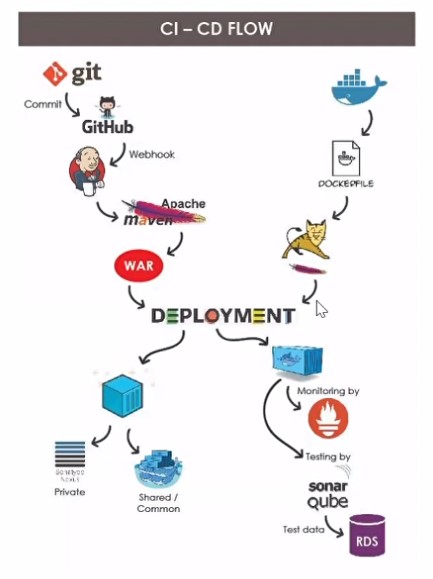 CI – CD FLOW
git
Commit
GitHub
Webhook
Apache
maven
WAR
DOCKERFILE
DEPLOYMENT
Monitoring by
Private
Shared /
Common
Testing by
sonar
Qube
Test data
RDS